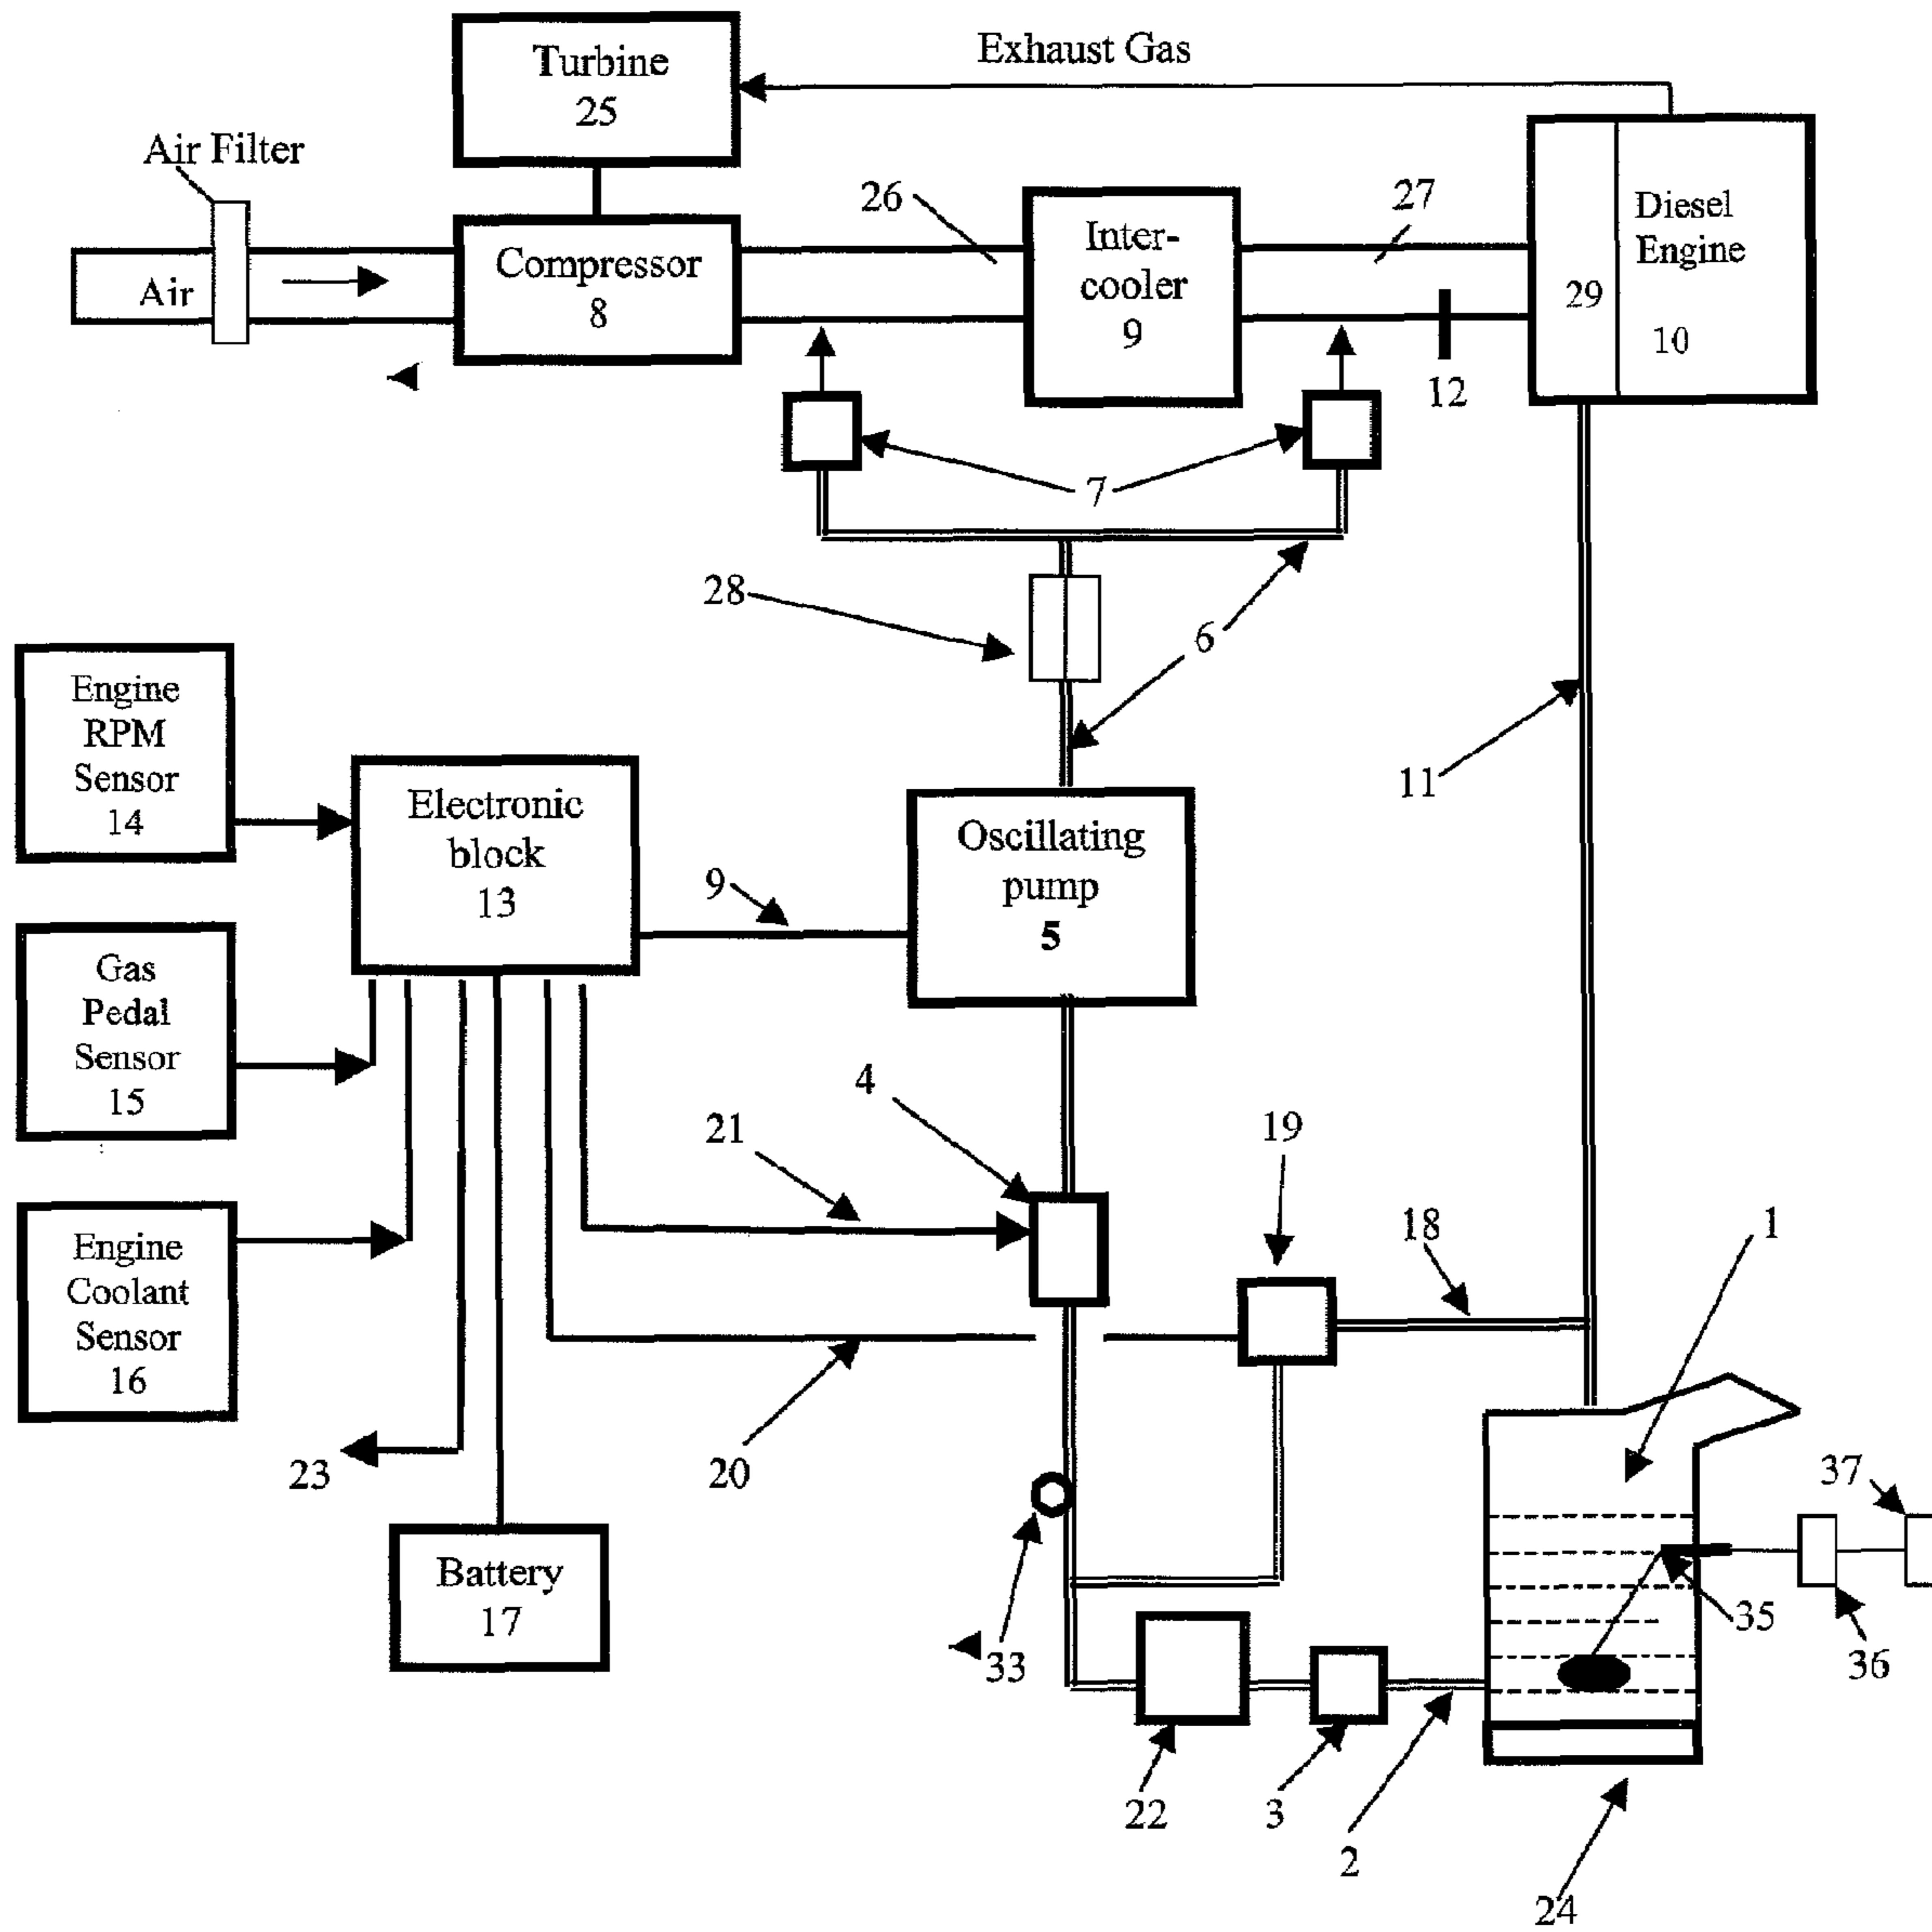 Turbine
25
Exhaust Gas
Air Filter
Air
Compressor
8
26
Inter-
cooler
9
27
12
29
Diesel
Engine
10
7
28
6
11
Engine
RPM
Sensor
14
Electronic
block
13
9
Oscillating
pump
5
Gas
Pedal
Sensor
15
4
21
19
18
1
Engine
Coolant
Sensor
16
23
20
Battery
17
33
37
35
36
22
3
2
24